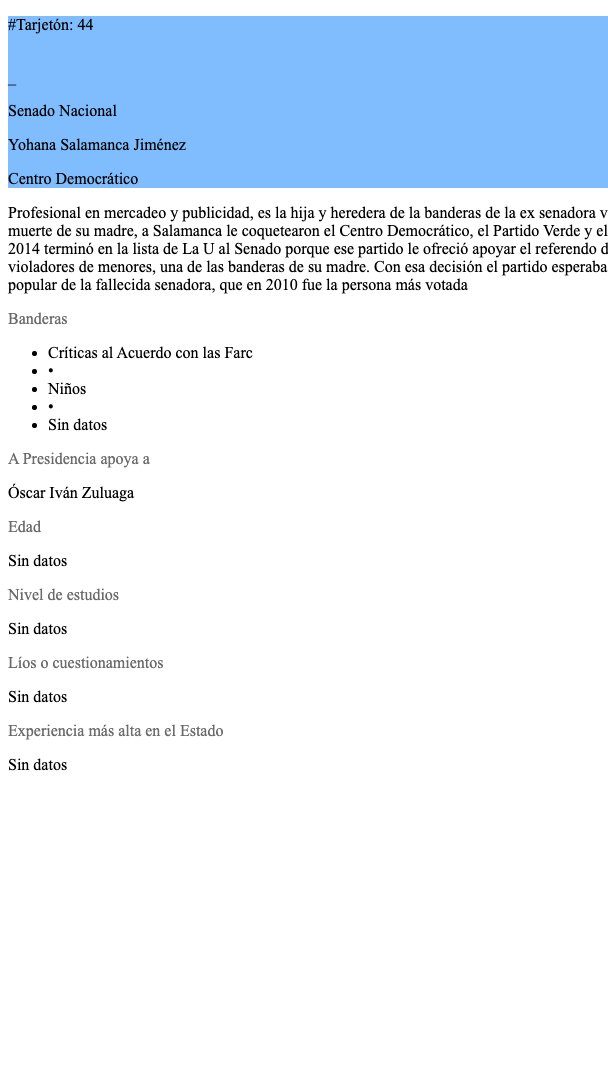 #Tarjetón: 44
_
Senado Nacional
Yohana Salamanca Jiménez
Centro Democrático
Profesional en mercadeo y publicidad, es la hija y heredera de la banderas de la ex senadora
muerte de su madre, a Salamanca le coquetearon el Centro Democrático, el Partido Verde y el
2014 terminó en la lista de La U al Senado porque ese partido le ofreció apoyar el referendo
violadores de menores, una de las banderas de su madre. Con esa decisión el partido esperaba
popular de la fallecida senadora, que en 2010 fue la persona más votada
Banderas
• Críticas al Acuerdo con las Farc
• •
• Niños
• •
• Sin datos
A Presidencia apoya a
Óscar Iván Zuluaga
Edad
Sin datos
Nivel de estudios
Sin datos
Líos o cuestionamientos
Sin datos
Experiencia más alta en el Estado
Sin datos